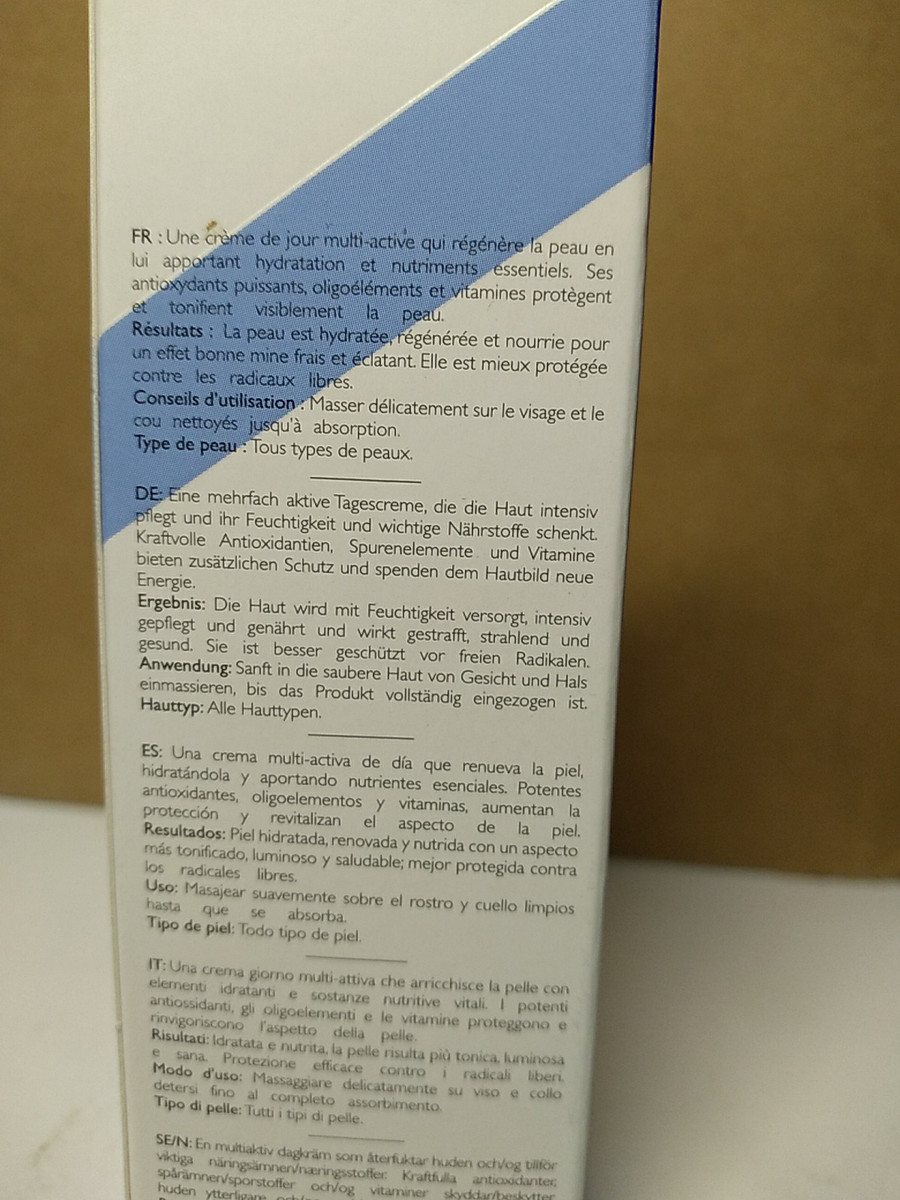 FR : Une crème de jour multi-active qui régénère la peau en
lui apportant hydratation et nutriments essentiels. Ses
antioxydants puissants, oligoéléments et vitamines protègent
et tonifient visiblement la peau.
Résultats : La peau est hydratée, régénérée et nourrie pour
un effet bonne mine frais et éclatant. Elle est mieux protégée
contre les radicaux libres.
Conseils d'utilisation : Masser délicatement sur le visage et le
cou nettoyés jusqu'à absorption.
Type de peau : Tous types de peaux.
DE: Eine mehrfach aktive Tagescreme, die die Haut intensiv
pflegt und ihr Feuchtigkeit und wichtige Nährstoffe schenkt.
Kraftvolle Antioxidantien, Spurenelemente und Vitamine
bieten zusätzlichen Schutz und spenden dem Hautbild neue
Energie.
Ergebnis: Die Haut wird mit Feuchtigkeit versorgt, intensiv
gepflegt und genährt und wirkt gestrafft, strahlend und
gesund. Sie ist besser geschützt vor freien Radikalen.
Anwendung: Sanft in die saubere Haut von Gesicht und Hals
einmassieren, bis das Produkt vollständig eingezogen ist.
Hauttyp: Alle Hauttypen.
ES: Una crema multi-activa de día que renueva la piel,
hidratándola y aportando nutrientes esenciales. Potentes
antioxidantes, oligoelementos y vitaminas, aumentan la
protección y revitalizan el aspecto de la piel.
Resultados: Piel hidratada, renovada y nutrida con un aspecto
más tonificado, luminoso y saludable; mejor protegida contra
los radicales libres.
Uso: Masajear suavemente sobre el rostro y cuello limpios
hasta que se absorba.
Tipo de piel: Todo tipo de piel.
IT: Una crema giorno multi-attiva che arricchisce la pelle con
elementi idratanti e sostanze nutritive vitali. I potenti
antiossidanti, gli oligoelementi e le vitamine proteggono e
rinvigoriscono l'aspetto della pelle.
Risultati: Idratata e nutrita, la pelle risulta più tonica, luminosa
e sana. Protezione efficace contro i radicali liberi.
Modo d'uso: Massaggiare delicatamente su viso e collo
detersi fino al completo assorbimento.
Tipo di pelle: Tutti i tipi di pelle.
SE/N: En multiaktiv dagkräm som återfuktar huden och/og tillför
viktiga näringsämnen/næringsstoffer. Kraftfulla antioxidanter,
spårämnen/sporstoffer och/og vitaminer skyddar/beskytter
huden ytterligare